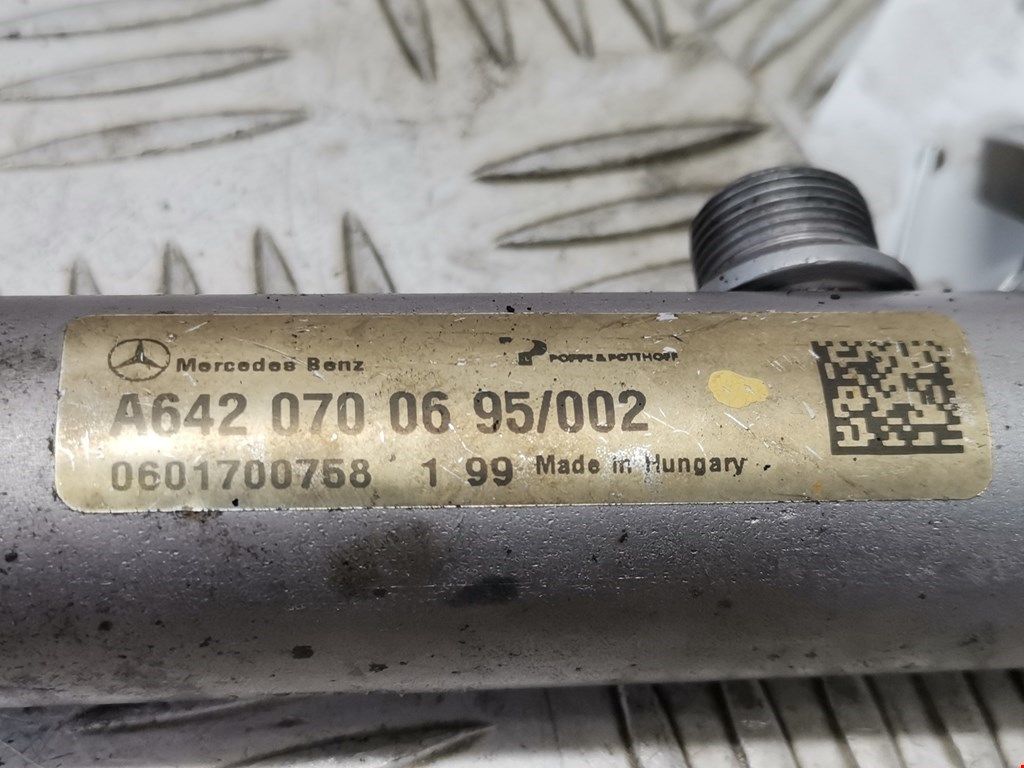 Mercedes Benz POPPE & POTTHOFF
A642 070 06 95/002
0601700758 1 99 Made in Hungary